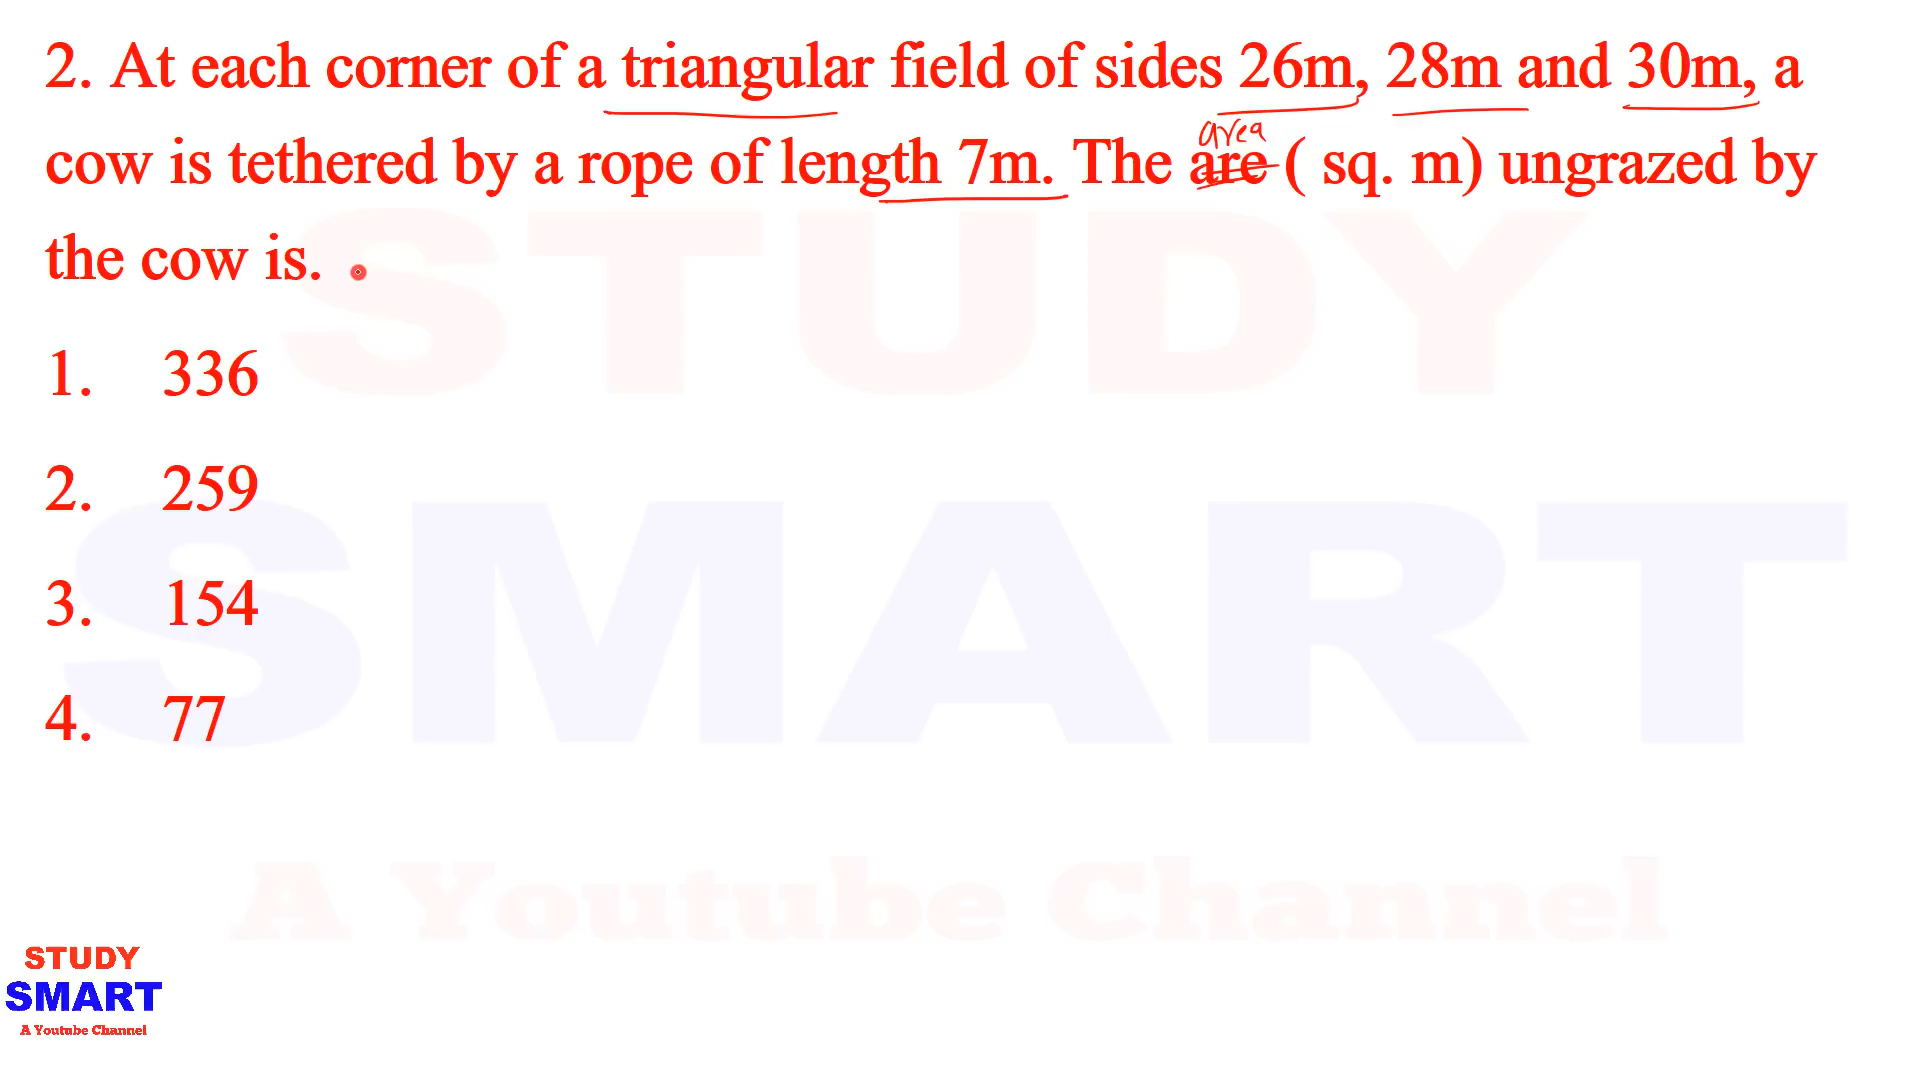 2. At each corner of a triangular field of sides 26m, 28m and 30m, a
area
cow is tethered by a rope of length 7m. The are ( sq. m) ungrazed by
the cow is.
1. 336
2. 259
3. 154
4. 77
STUDY
SMART
A Youtube Channel
STUDY
SMART
A Youtube Channel